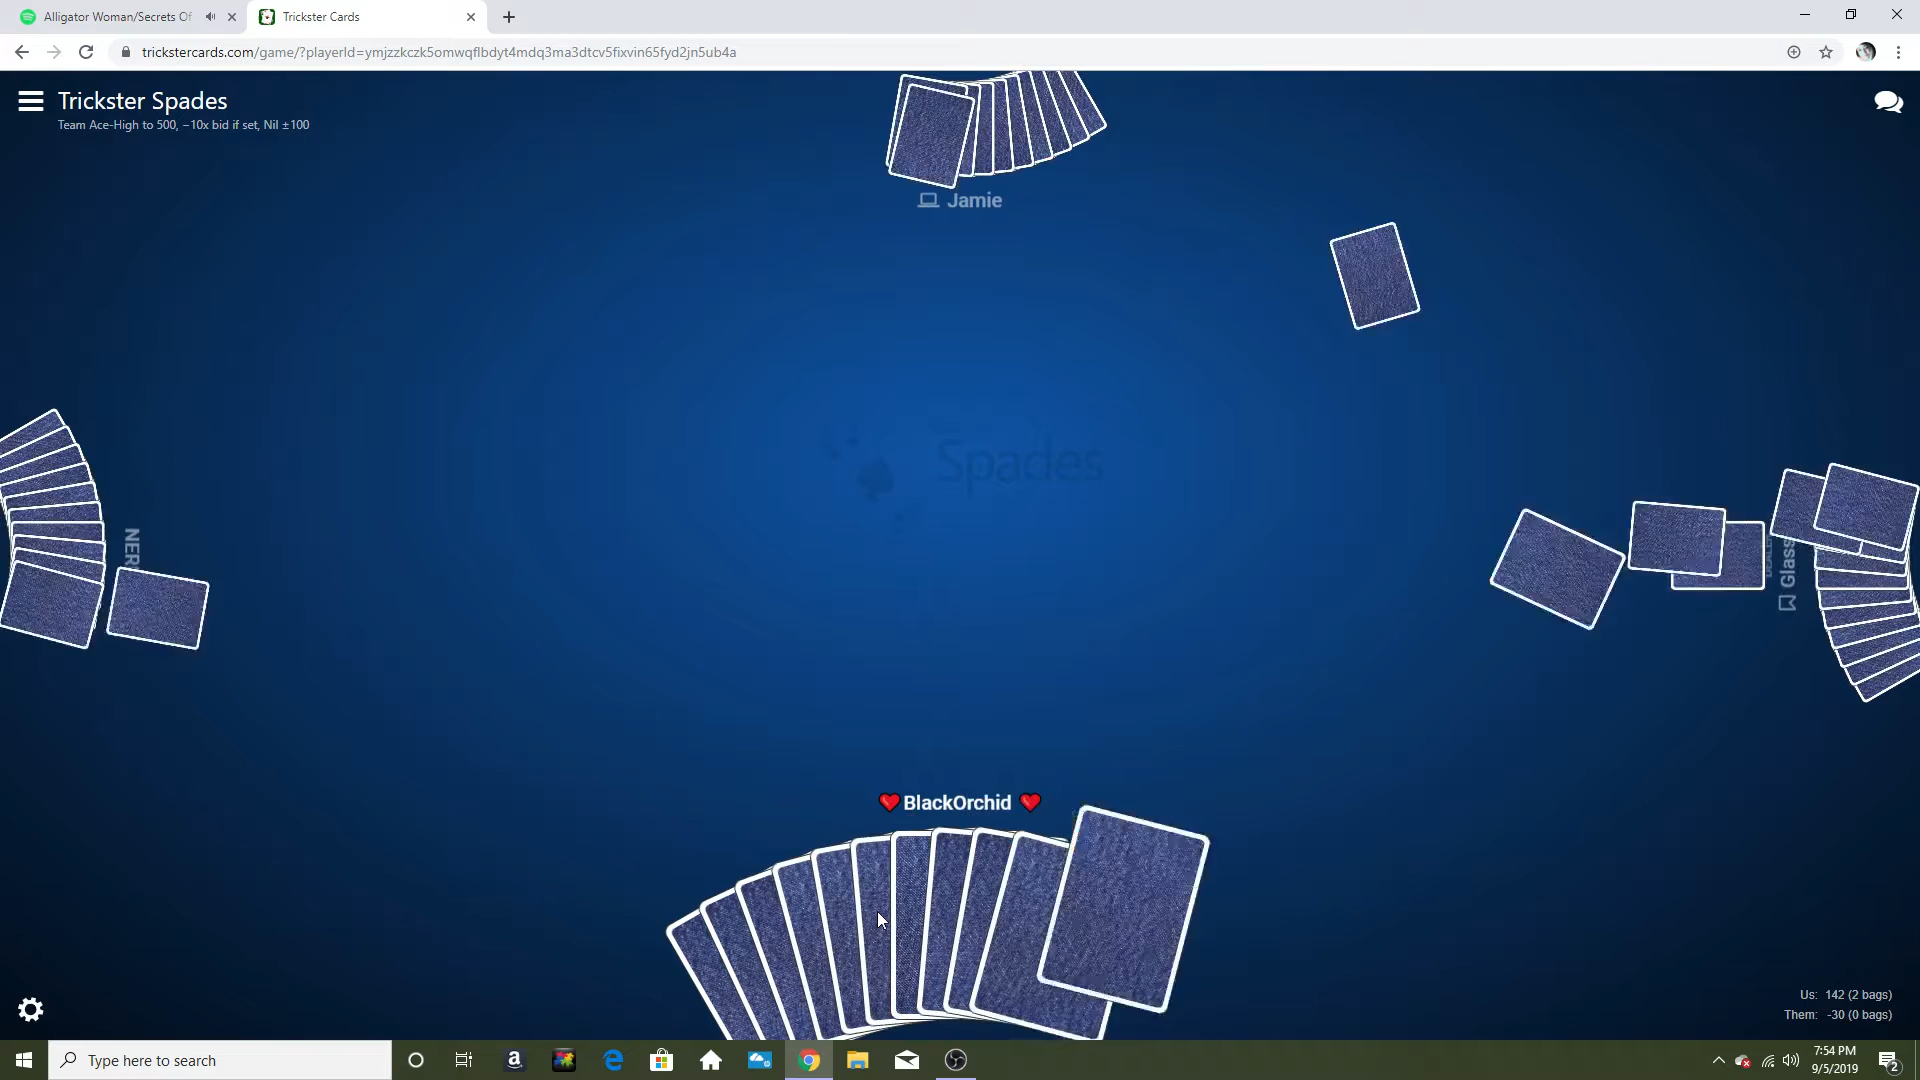 Alligator Woman/Secrets Of
Trickster Cards
trickstercards.com/game/?playerId=ymjzzkczk5omwqflbdyt4mdq3ma3dtcv5fixvin65fyd2jn5ub4a
Trickster Spades
Team Ace-High to 500, −10x bid if set, Nil ±100
Jamie
Spades
NER
Glass
BlackOrchid
Us: 142 (2 bags)
Them: -30 (0 bags)
Type here to search
7:54 PM
9/5/2019
2